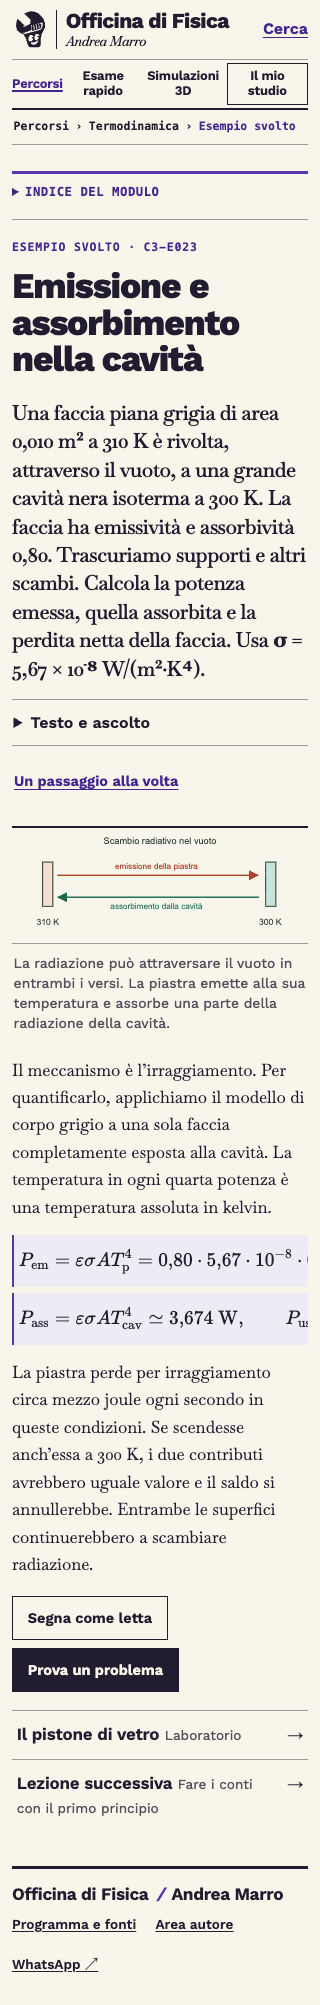 Officina di Fisica
Andrea Marro
Cerca
Percorsi
Esame rapido
Simulazioni 3D
Il mio studio
Percorsi › Termodinamica › Esempio svolto
▶ INDICE DEL MODULO
ESEMPIO SVOLTO · C3–E023
Emissione e
assorbimento
nella cavità
Una faccia piana grigia di area
0,010 m² a 310 K è rivolta,
attraverso il vuoto, a una grande
cavità nera isoterma a 300 K. La
faccia ha emissività e assorbività
0,80. Trascuriamo supporti e altri
scambi. Calcola la potenza
emessa, quella assorbita e la
perdita netta della faccia. Usa σ =
5,67 × 10⁻⁸ W/(m²·K⁴).
▶ Testo e ascolto
Un passaggio alla volta
Scambio radiativo nel vuoto
emissione della piastra
assorbimento dalla cavità
310 K
300 K
La radiazione può attraversare il vuoto in
entrambi i versi. La piastra emette alla sua
temperatura e assorbe una parte della
radiazione della cavità.
Il meccanismo è l’irraggiamento. Per
quantificarlo, applichiamo il modello di
corpo grigio a una sola faccia
completamente esposta alla cavità. La
temperatura in ogni quarta potenza è
una temperatura assoluta in kelvin.
P_em = εσAT_p^4 = 0,80 · 5,67 · 10⁻⁸ ·
P_ass = εσAT_cav^4 ≃ 3,674 W, P_us
La piastra perde per irraggiamento
circa mezzo joule ogni secondo in
queste condizioni. Se scendesse
anch’essa a 300 K, i due contributi
avrebbero uguale valore e il saldo si
annullerebbe. Entrambe le superfici
continuerebbero a scambiare
radiazione.
Segna come letta
Prova un problema
Il pistone di vetro Laboratorio →
Lezione successiva Fare i conti →
con il primo principio
Officina di Fisica / Andrea Marro
Programma e fonti Area autore
WhatsApp ↗